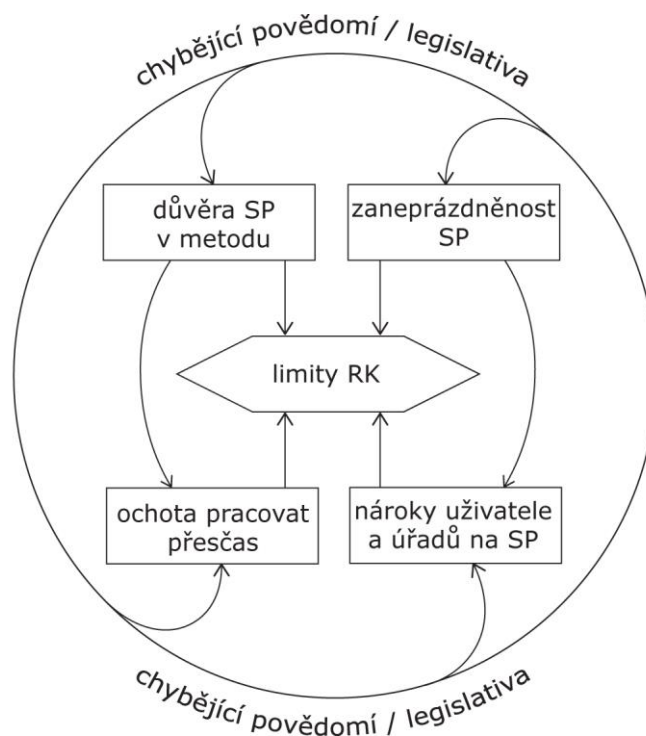 chybějící povědomí / legislativa
důvěra SP
v metodu
zaneprázdněnost
SP
limity RK
ochota pracovat
přesčas
nároky uživatele
a úřadů na SP
chybějící povědomí / legislativa